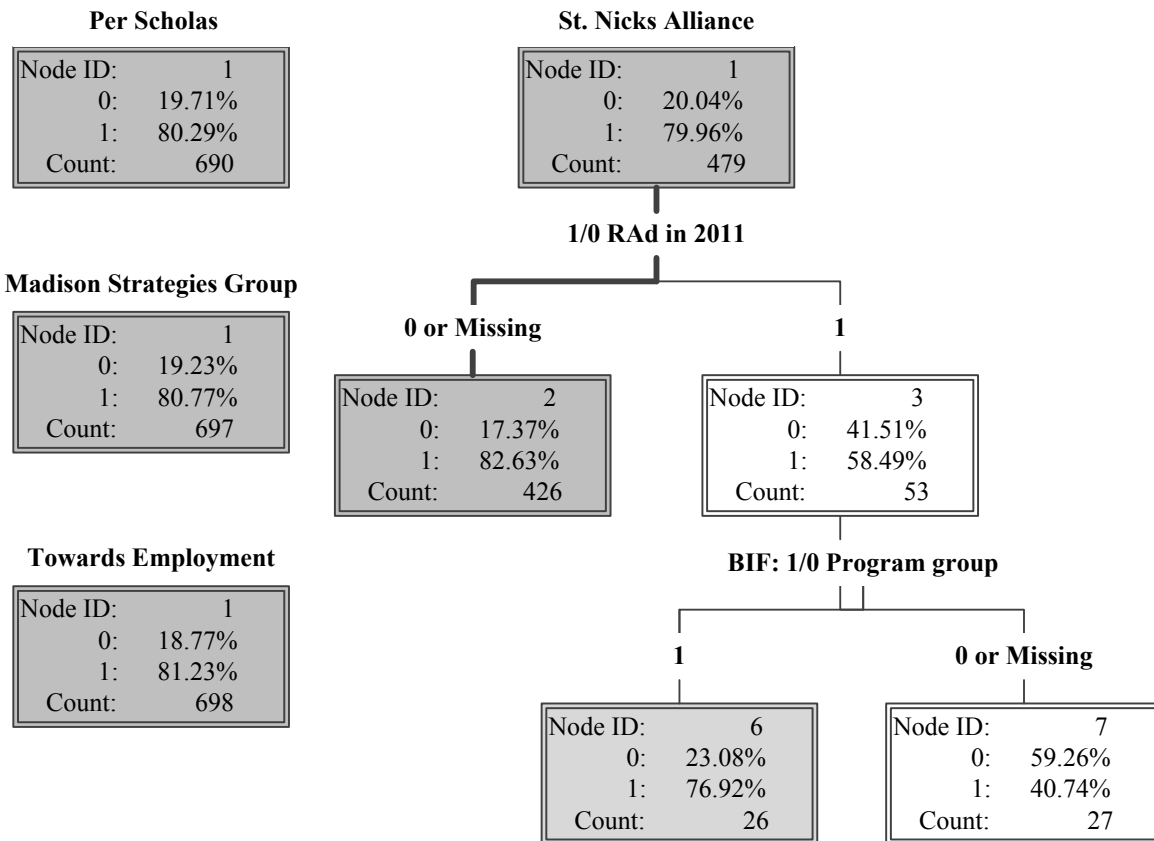 Per Scholas
Node ID: 1
0: 19.71%
1: 80.29%
Count: 690
Madison Strategies Group
Node ID: 1
0: 19.23%
1: 80.77%
Count: 697
Towards Employment
Node ID: 1
0: 18.77%
1: 81.23%
Count: 698
St. Nicks Alliance
Node ID: 1
0: 20.04%
1: 79.96%
Count: 479
1/0 RAd in 2011
0 or Missing
Node ID: 2
0: 17.37%
1: 82.63%
Count: 426
1
Node ID: 3
0: 41.51%
1: 58.49%
Count: 53
BIF: 1/0 Program group
1
Node ID: 6
0: 23.08%
1: 76.92%
Count: 26
0 or Missing
Node ID: 7
0: 59.26%
1: 40.74%
Count: 27